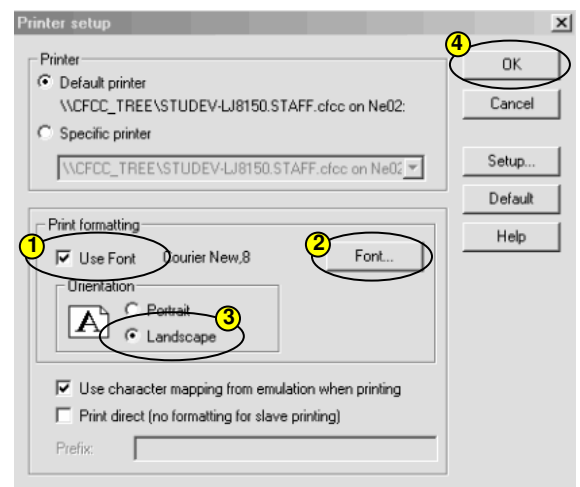 Printer setup
Printer
Default printer
\\CFCC_TREE\STUDEV-LJ8150.STAFF.cfcc on Ne02:
Specific printer
\\CFCC_TREE\STUDEV-LJ8150.STAFF.cfcc on Ne02
4
OK
Cancel
Setup...
Default
Help
Print formatting
1
Use Font Courier New,8
2
Font...
Orientation
Portrait
3
A Landscape
Use character mapping from emulation when printing
Print direct (no formatting for slave printing)
Prefix: